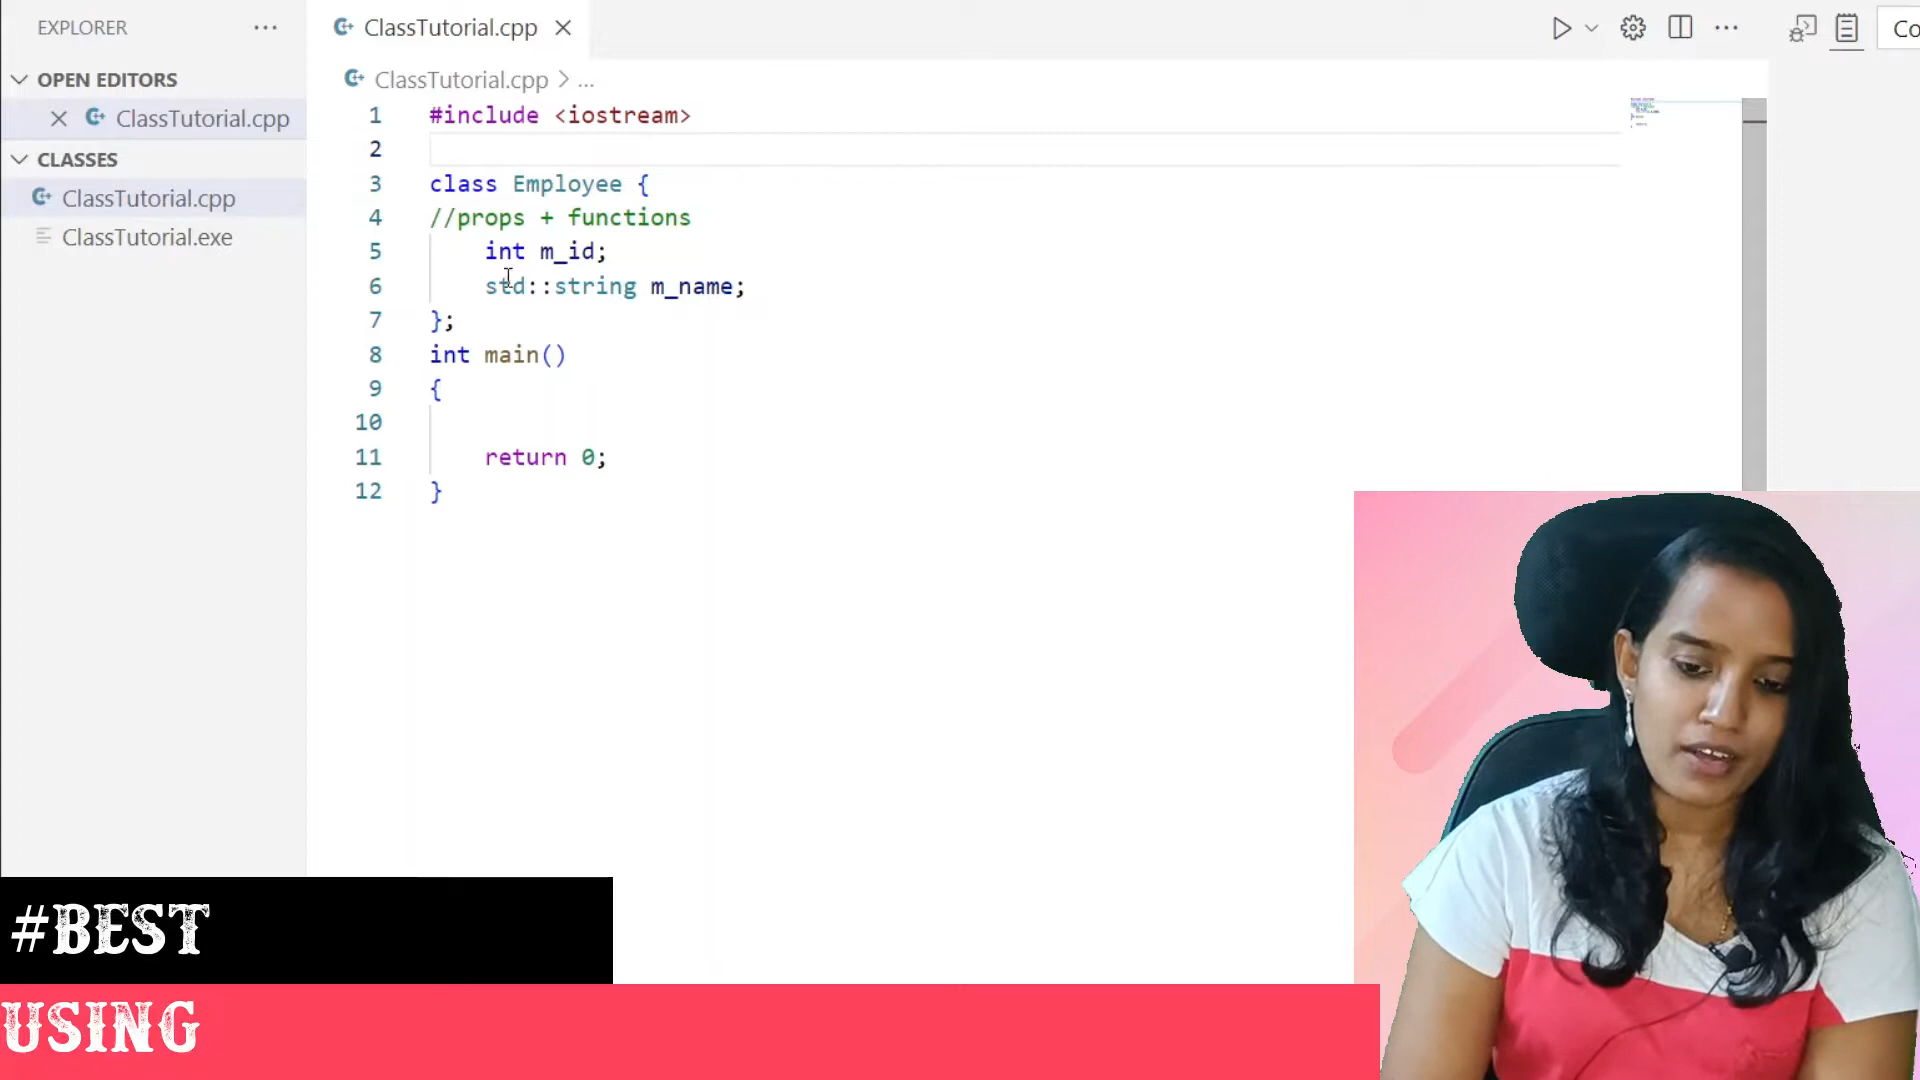 EXPLORER
ClassTutorial.cpp
Co
OPEN EDITORS
ClassTutorial.cpp
CLASSES
ClassTutorial.cpp
ClassTutorial.exe
ClassTutorial.cpp > ...
1 #include <iostream>
2
3 class Employee {
4 //props + functions
5 int m_id;
6 std::string m_name;
7 };
8 int main()
9 {
10
11 return 0;
12 }
#BEST
USING